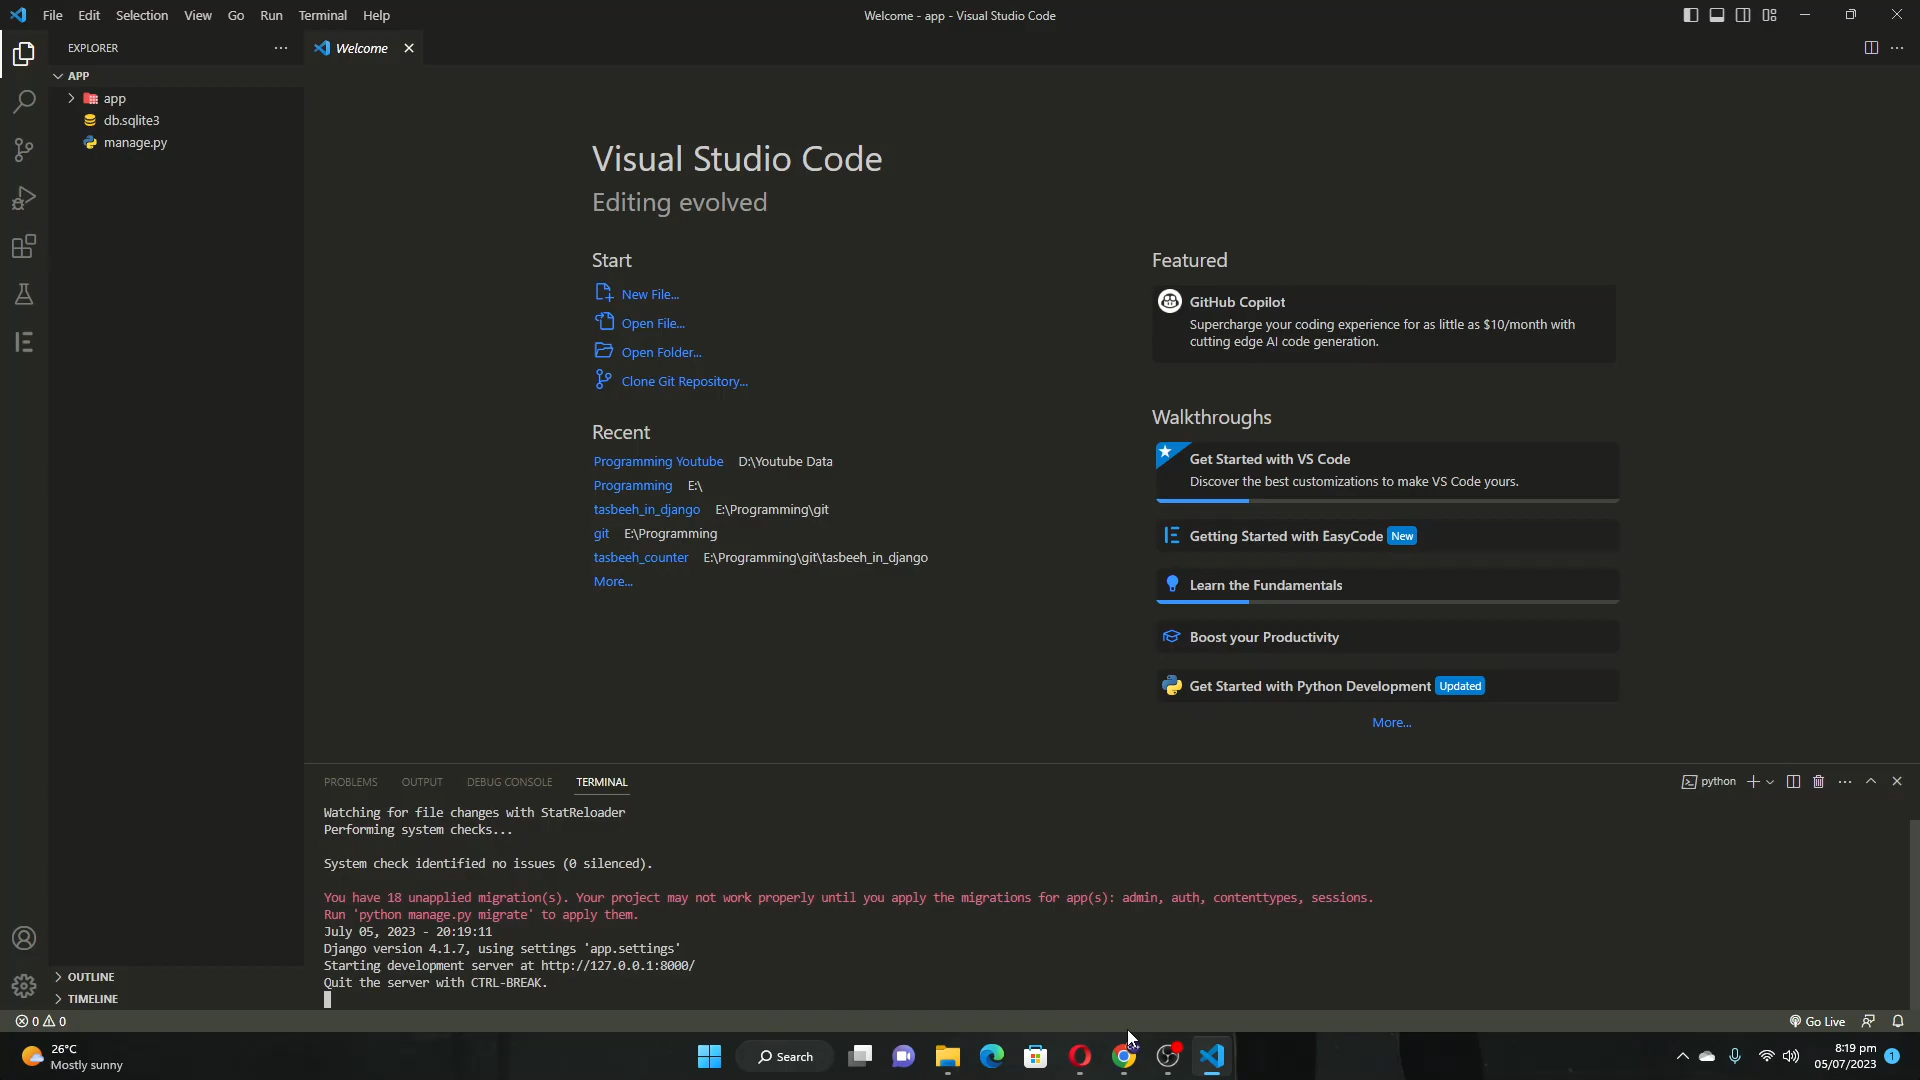 File Edit Selection View Go Run Terminal Help
Welcome - app - Visual Studio Code
EXPLORER
Welcome
APP
app
db.sqlite3
manage.py
Visual Studio Code
Editing evolved
Start
New File...
Open File...
Open Folder...
Clone Git Repository...
Recent
Programming Youtube D:\Youtube Data
Programming E:\
tasbeeh_in_django E:\Programming\git
git E:\Programming
tasbeeh_counter E:\Programming\git\tasbeeh_in_django
More...
Featured
GitHub Copilot
Supercharge your coding experience for as little as $10/month with
cutting edge AI code generation.
Walkthroughs
Get Started with VS Code
Discover the best customizations to make VS Code yours.
Getting Started with EasyCode New
Learn the Fundamentals
Boost your Productivity
Get Started with Python Development Updated
More...
PROBLEMS OUTPUT DEBUG CONSOLE TERMINAL
python
Watching for file changes with StatReloader
Performing system checks...
System check identified no issues (0 silenced).
You have 18 unapplied migration(s). Your project may not work properly until you apply the migrations for app(s): admin, auth, contenttypes, sessions.
Run 'python manage.py migrate' to apply them.
July 05, 2023 - 20:19:11
Django version 4.1.7, using settings 'app.settings'
Starting development server at http://127.0.0.1:8000/
Quit the server with CTRL-BREAK.
OUTLINE
TIMELINE
0 0
Go Live
26°C
Mostly sunny
Search
8:19 pm
05/07/2023
1